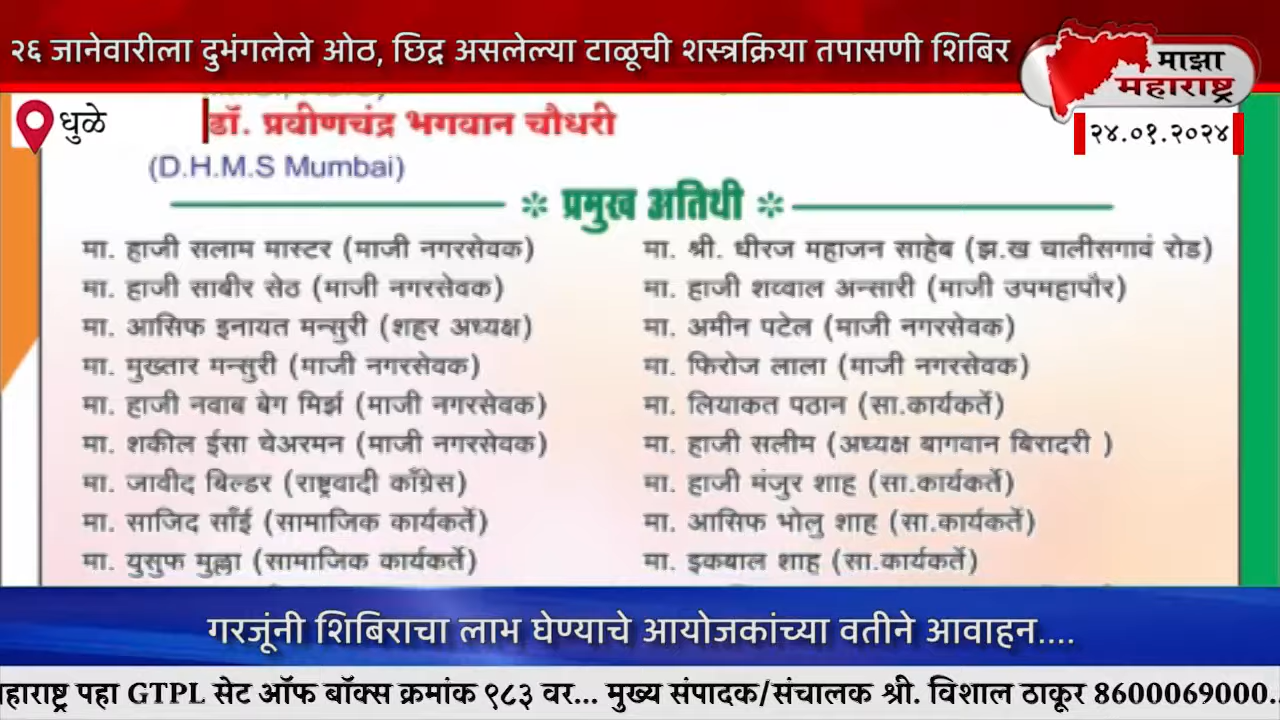 २६ जानेवारीला दुभंगलेले ओठ, छिद्र असलेल्या टाळूची शस्त्रक्रिया तपासणी शिबिर
माझा
महाराष्ट्र
२४.०१.२०२४
धुळे
डॉ. प्रवीणचंद्र भगवान चौधरी
(D.H.M.S Mumbai)
प्रमुख अतिथी
मा. हाजी सलाम मास्टर (माजी नगरसेवक)
मा. हाजी साबीर सेठ (माजी नगरसेवक)
मा. आसिफ इनायत मन्सुरी (शहर अध्यक्ष)
मा. मुख्तार मन्सुरी (माजी नगरसेवक)
मा. हाजी नवाब बेग मिर्झ (माजी नगरसेवक)
मा. शकील ईसा चेअरमन (माजी नगरसेवक)
मा. जावीद बिल्डर (राष्ट्रवादी काँग्रेस)
मा. साजिद साँई (सामाजिक कार्यकर्ते)
मा. युसुफ मुल्ला (सामाजिक कार्यकर्ते)
मा. श्री. धीरज महाजन साहेब (झ.ख चालीसगावं रोड)
मा. हाजी शव्वाल अन्सारी (माजी उपमहापौर)
मा. अमीन पटेल (माजी नगरसेवक)
मा. फिरोज लाला (माजी नगरसेवक)
मा. लियाकत पठान (सा.कार्यकर्ते)
मा. हाजी सलीम (अध्यक्ष बागवान बिरादरी )
मा. हाजी मंजुर शाह (सा.कार्यकर्ते)
मा. आसिफ भोलु शाह (सा.कार्यकर्ते)
मा. इकबाल शाह (सा.कार्यकर्ते)
गरजूंनी शिबिराचा लाभ घेण्याचे आयोजकांच्या वतीने आवाहन....
हाराष्ट्र पहा GTPL सेट ऑफ बॉक्स क्रमांक ९८३ वर... मुख्य संपादक/संचालक श्री. विशाल ठाकूर 8600069000..